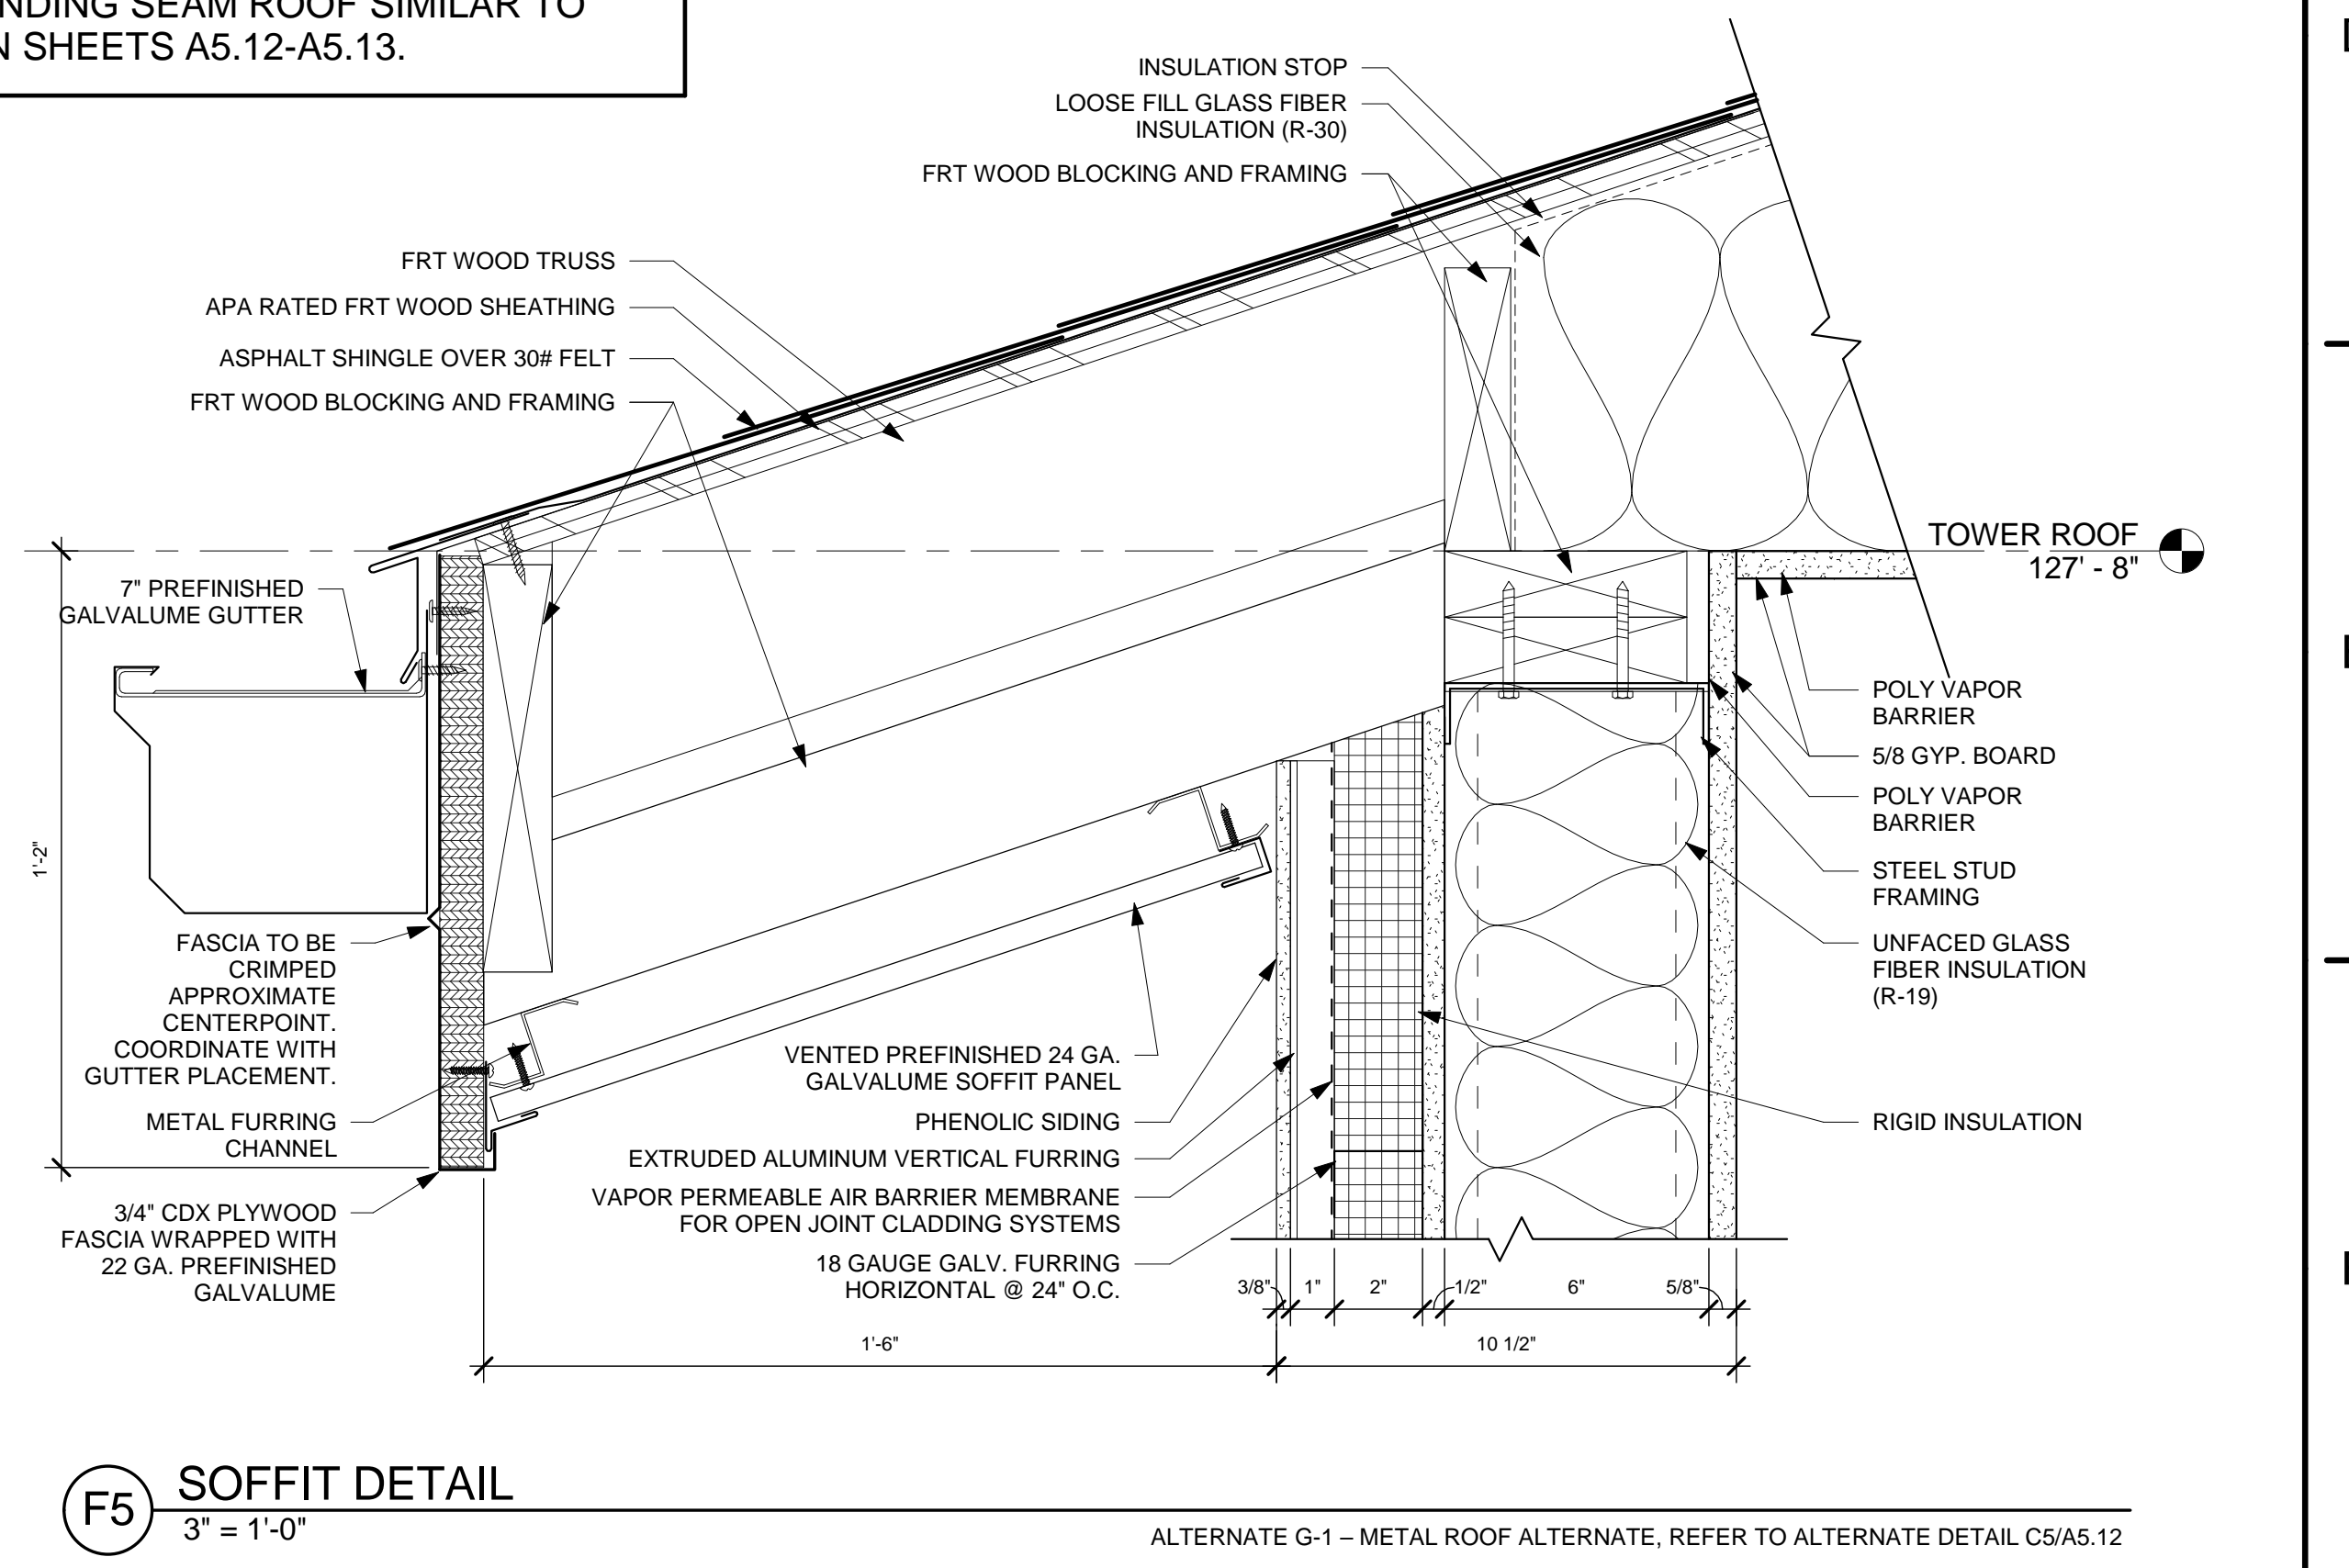 NDING SEAM ROOF SIMILAR TO
N SHEETS A5.12-A5.13.
INSULATION STOP
LOOSE FILL GLASS FIBER
INSULATION (R-30)
FRT WOOD BLOCKING AND FRAMING
FRT WOOD TRUSS
APA RATED FRT WOOD SHEATHING
ASPHALT SHINGLE OVER 30# FELT
FRT WOOD BLOCKING AND FRAMING
TOWER ROOF
127' - 8"
7" PREFINISHED
GALVALUME GUTTER
1'-2"
FASCIA TO BE
CRIMPED
APPROXIMATE
CENTERPOINT.
COORDINATE WITH
GUTTER PLACEMENT.
METAL FURRING
CHANNEL
3/4" CDX PLYWOOD
FASCIA WRAPPED WITH
22 GA. PREFINISHED
GALVALUME
VENTED PREFINISHED 24 GA.
GALVALUME SOFFIT PANEL
PHENOLIC SIDING
EXTRUDED ALUMINUM VERTICAL FURRING
VAPOR PERMEABLE AIR BARRIER MEMBRANE
FOR OPEN JOINT CLADDING SYSTEMS
18 GAUGE GALV. FURRING
HORIZONTAL @ 24" O.C.
POLY VAPOR
BARRIER
5/8 GYP. BOARD
POLY VAPOR
BARRIER
STEEL STUD
FRAMING
UNFACED GLASS
FIBER INSULATION
(R-19)
RIGID INSULATION
3/8" 1" 2" 1/2" 6" 5/8"
1'-6" 10 1/2"
F5 SOFFIT DETAIL
3" = 1'-0"
ALTERNATE G-1 – METAL ROOF ALTERNATE, REFER TO ALTERNATE DETAIL C5/A5.12